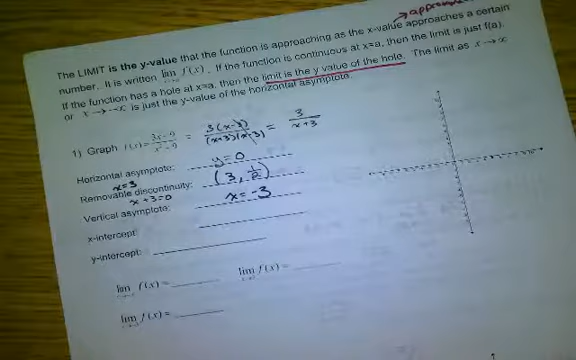 approaches
The LIMIT is the y-value that the function is approaching as the x-value approaches a certain
number. It is written lim f(x). If the function is continuous at x=a, then the limit is just f(a).
If the function has a hole at x=a, then the limit is the y value of the hole. The limit as x→∞
or x→-∞ is just the y-value of the horizontal asymptote.
1) Graph f(x) = 3x-9 / x²-9 = 3(x-3) / (x+3)(x-3) = 3 / x+3
Horizontal asymptote: y=0
x=3
Removable discontinuity: (3, 1/2)
x+3=0
Vertical asymptote: x=-3
x-intercept:
y-intercept:
lim f(x) = lim f(x) =
lim f(x) =